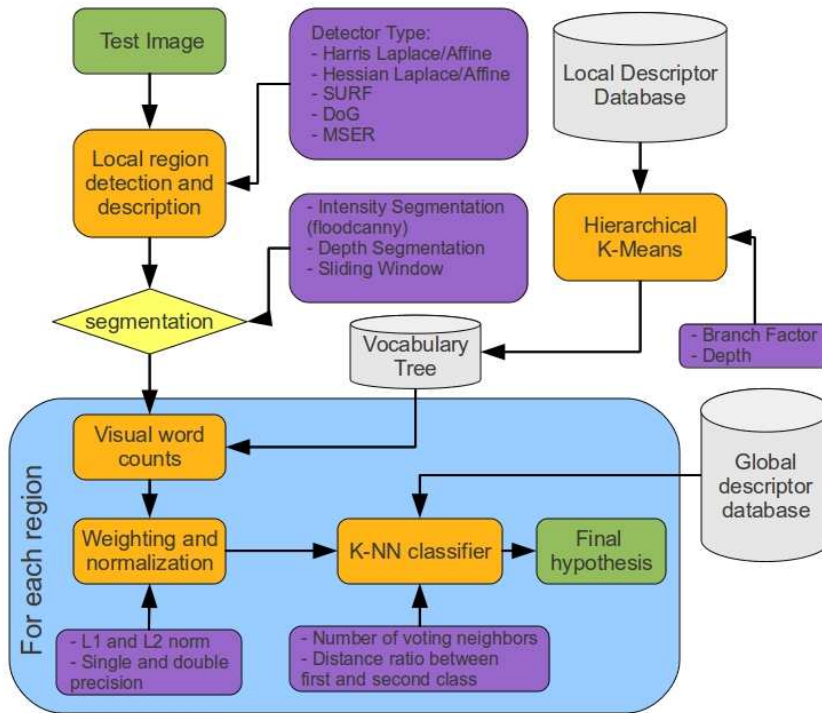 Test Image
Detector Type:
- Harris Laplace/Affine
- Hessian Laplace/Affine
- SURF
- DoG
- MSER
Local Descriptor
Database
Local region
detection and
description
- Intensity Segmentation
(floodcanny)
- Depth Segmentation
- Sliding Window
Hierarchical
K-Means
segmentation
Vocabulary
Tree
- Branch Factor
- Depth
Visual word
counts
Global
descriptor
database
For each region
Weighting and
normalization
K-NN classifier
Final
hypothesis
- L1 and L2 norm
- Single and double
precision
- Number of voting neighbors
- Distance ratio between
first and second class